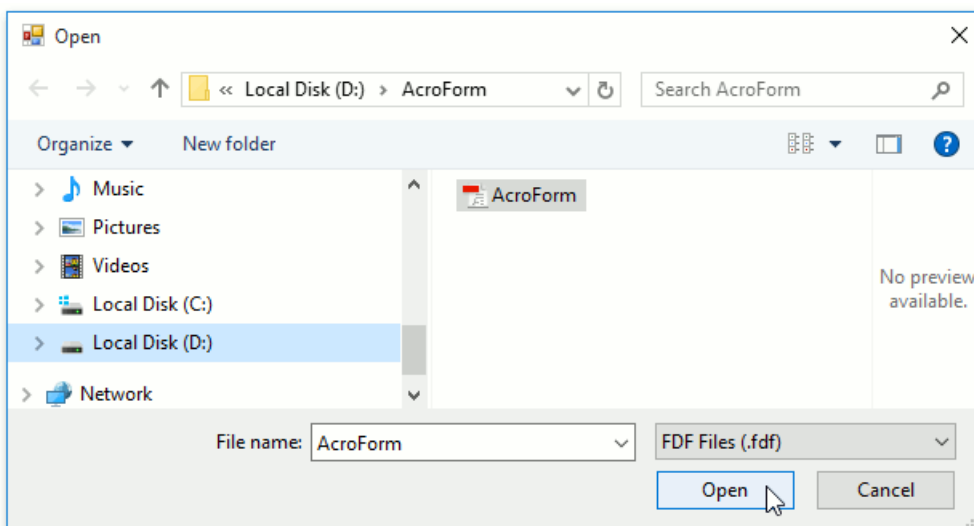 Open
« Local Disk (D:) > AcroForm
Search AcroForm
Organize
New folder
?
Music
Pictures
Videos
Local Disk (C:)
Local Disk (D:)
Network
AcroForm
No preview
available.
File name: AcroForm
FDF Files (.fdf)
Open
Cancel